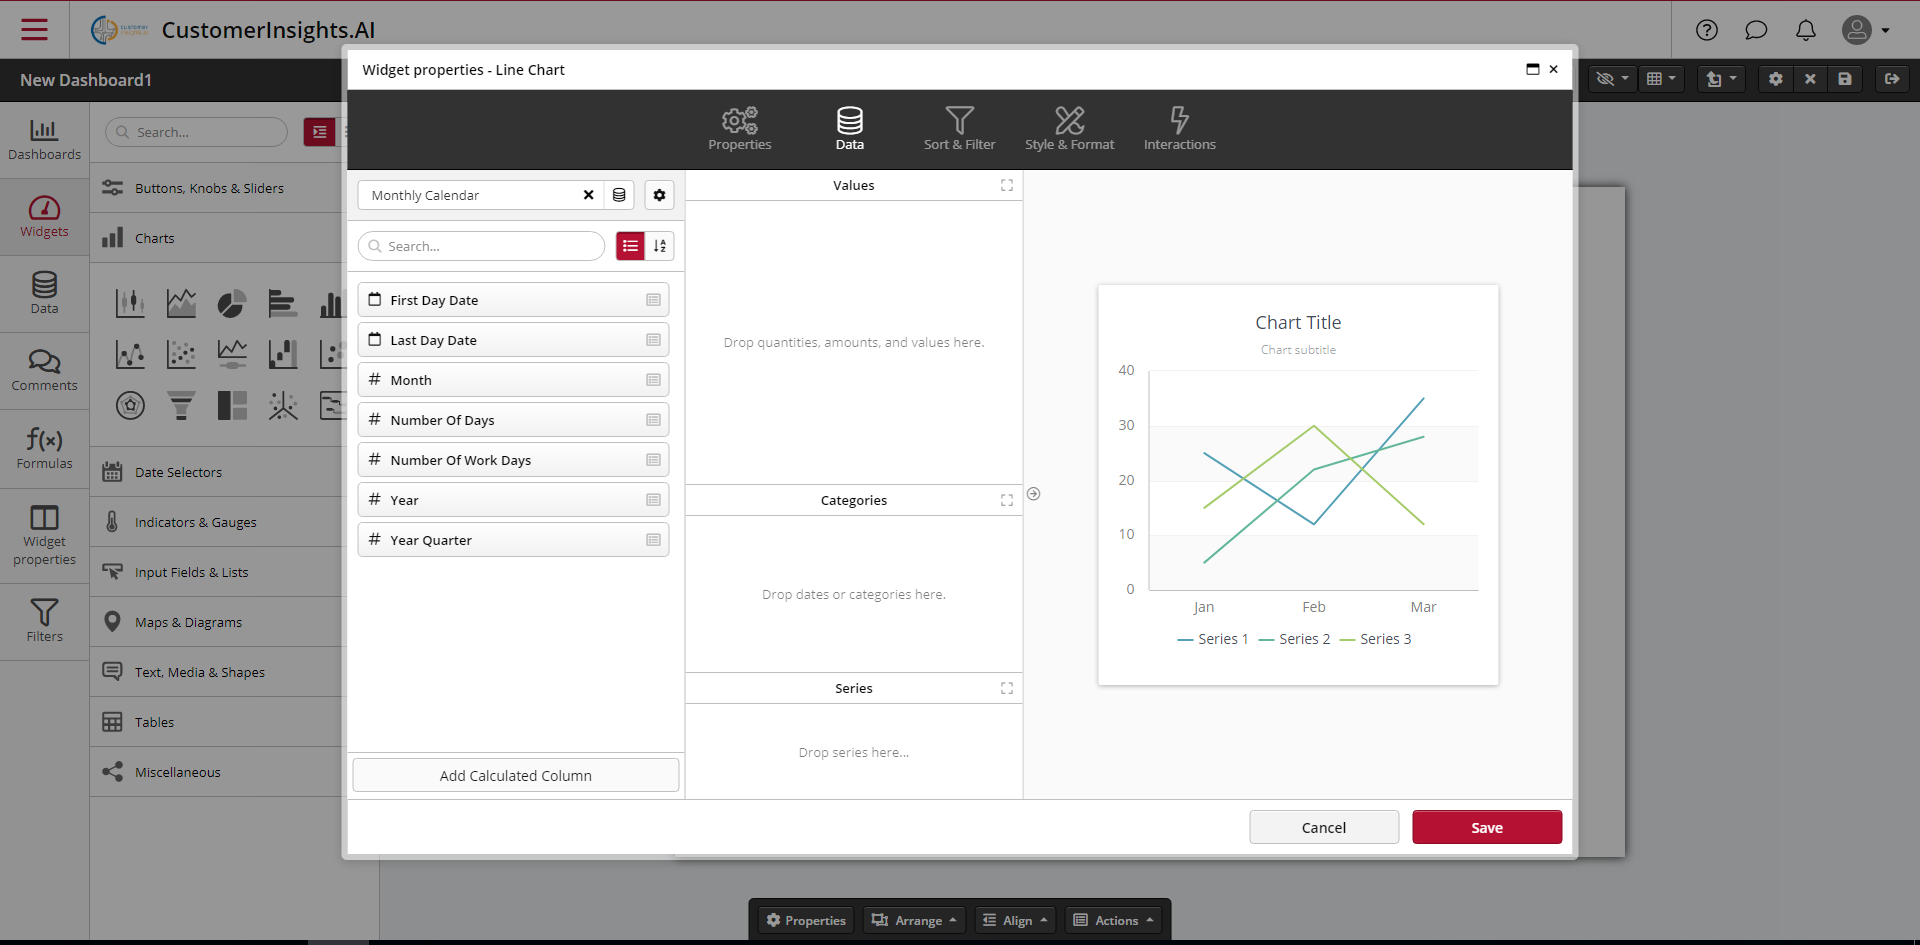 CustomerInsights.AI
New Dashboard1
Dashboards
Widgets
Data
Comments
f(x)
Formulas
Widget
properties
Filters
Search...
Buttons, Knobs & Sliders
Charts
Date Selectors
Indicators & Gauges
Input Fields & Lists
Maps & Diagrams
Text, Media & Shapes
Tables
Miscellaneous
Widget properties - Line Chart
Properties
Data
Sort & Filter
Style & Format
Interactions
Monthly Calendar
Search...
First Day Date
Last Day Date
# Month
# Number Of Days
# Number Of Work Days
# Year
# Year Quarter
Add Calculated Column
Values
Drop quantities, amounts, and values here.
Categories
Drop dates or categories here.
Series
Drop series here...
Chart Title
Chart subtitle
40
30
20
10
0
Jan Feb Mar
Series 1 Series 2 Series 3
Cancel Save
Properties Arrange Align Actions